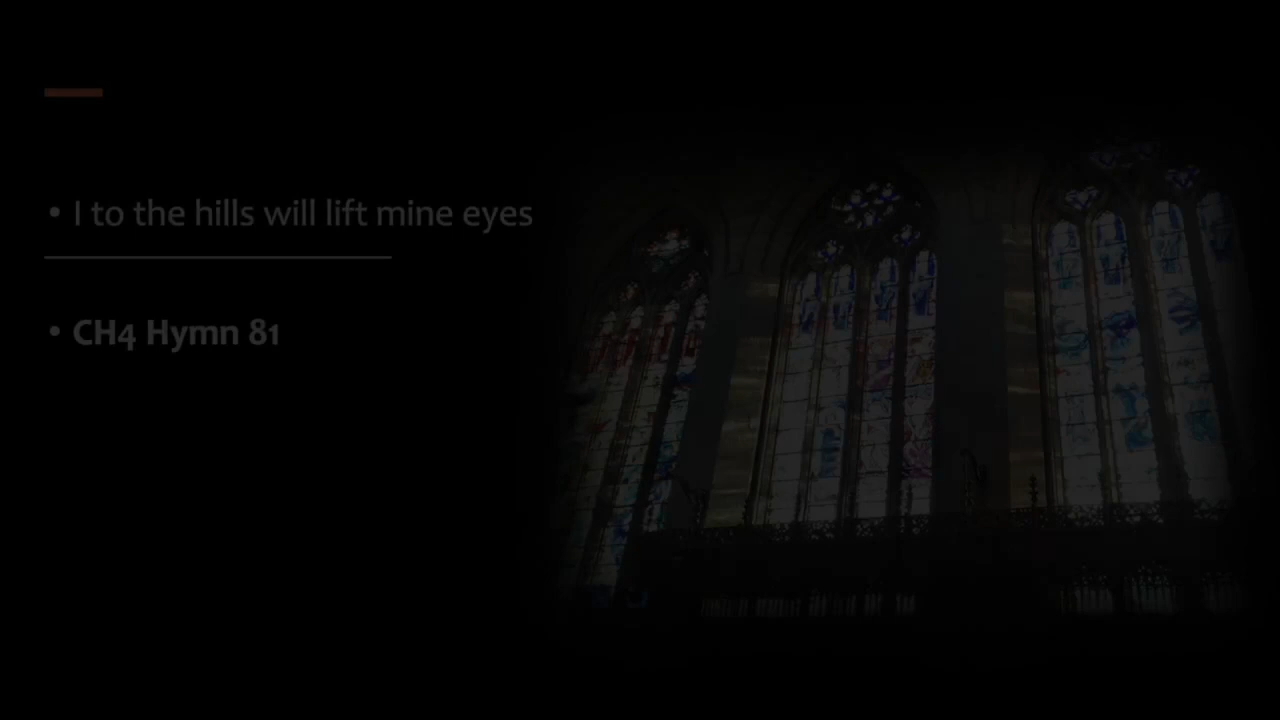 • I to the hills will lift mine eyes
• CH4 Hymn 81